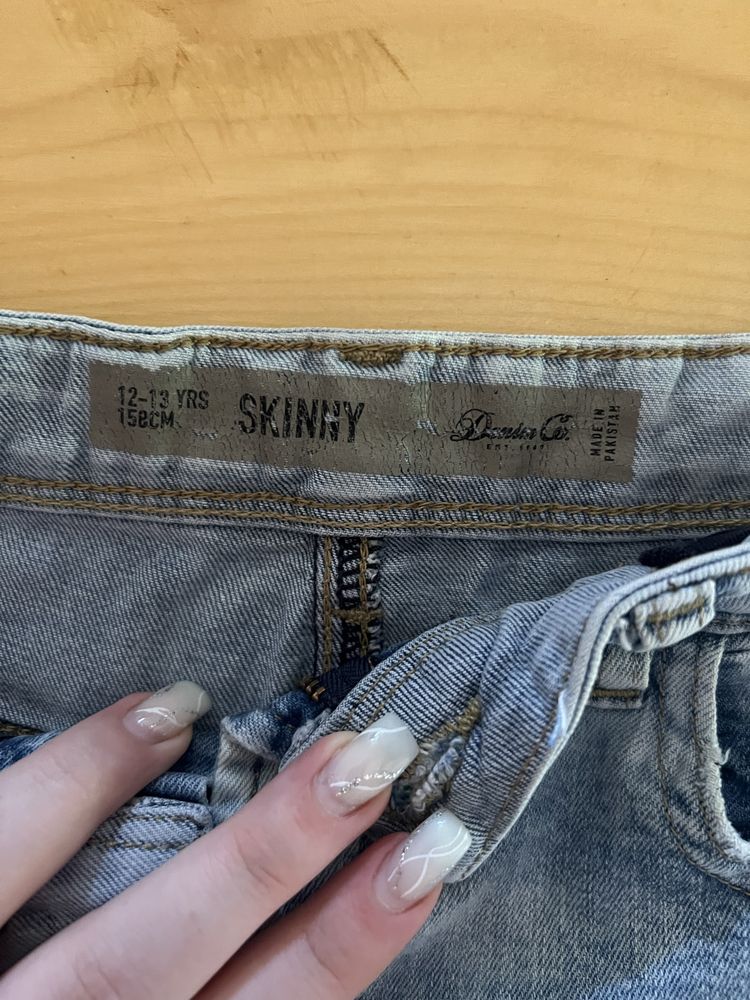 12-13 YRS
158CM
SKINNY
Denim Co.
MADE IN
PAKISTAN